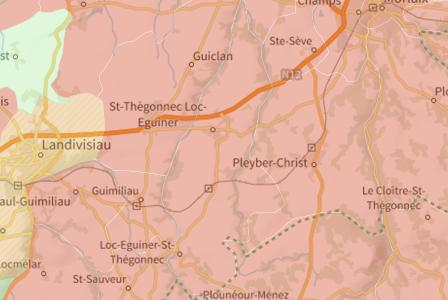 Champs
Morlaix
Ste-Sève
Guiclan
N12
St-Thégonnec Loc-
Eguiner
Landivisiau
Pleyber-Christ
Guimiliau
Le Cloître-St-
Thégonnec
Loc-Eguiner-St-
Thégonnec
St-Sauveur
Plounéour-Ménez